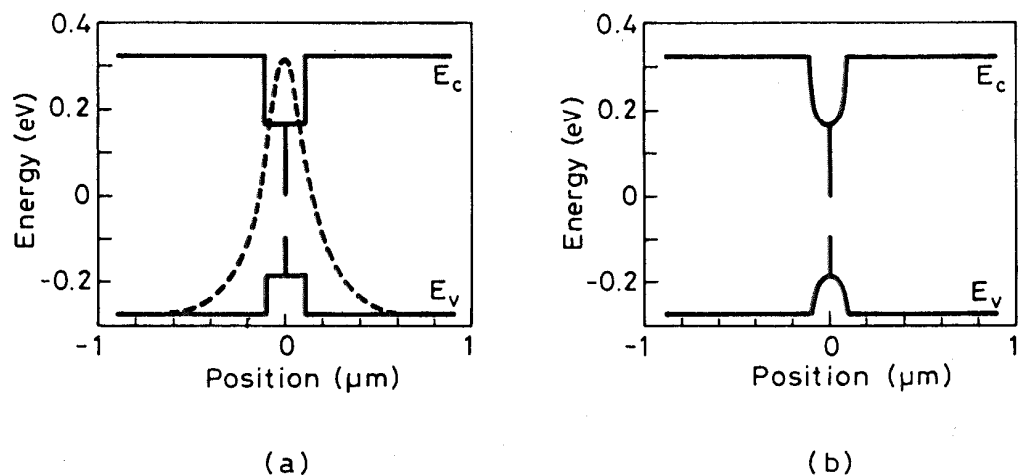 0.4
0.2
0
-0.2
Energy (eV)
E_c
E_v
-1
0
1
Position (µm)
(a)
0.4
0.2
0
-0.2
Energy (eV)
E_c
E_v
-1
0
1
Position (µm)
(b)